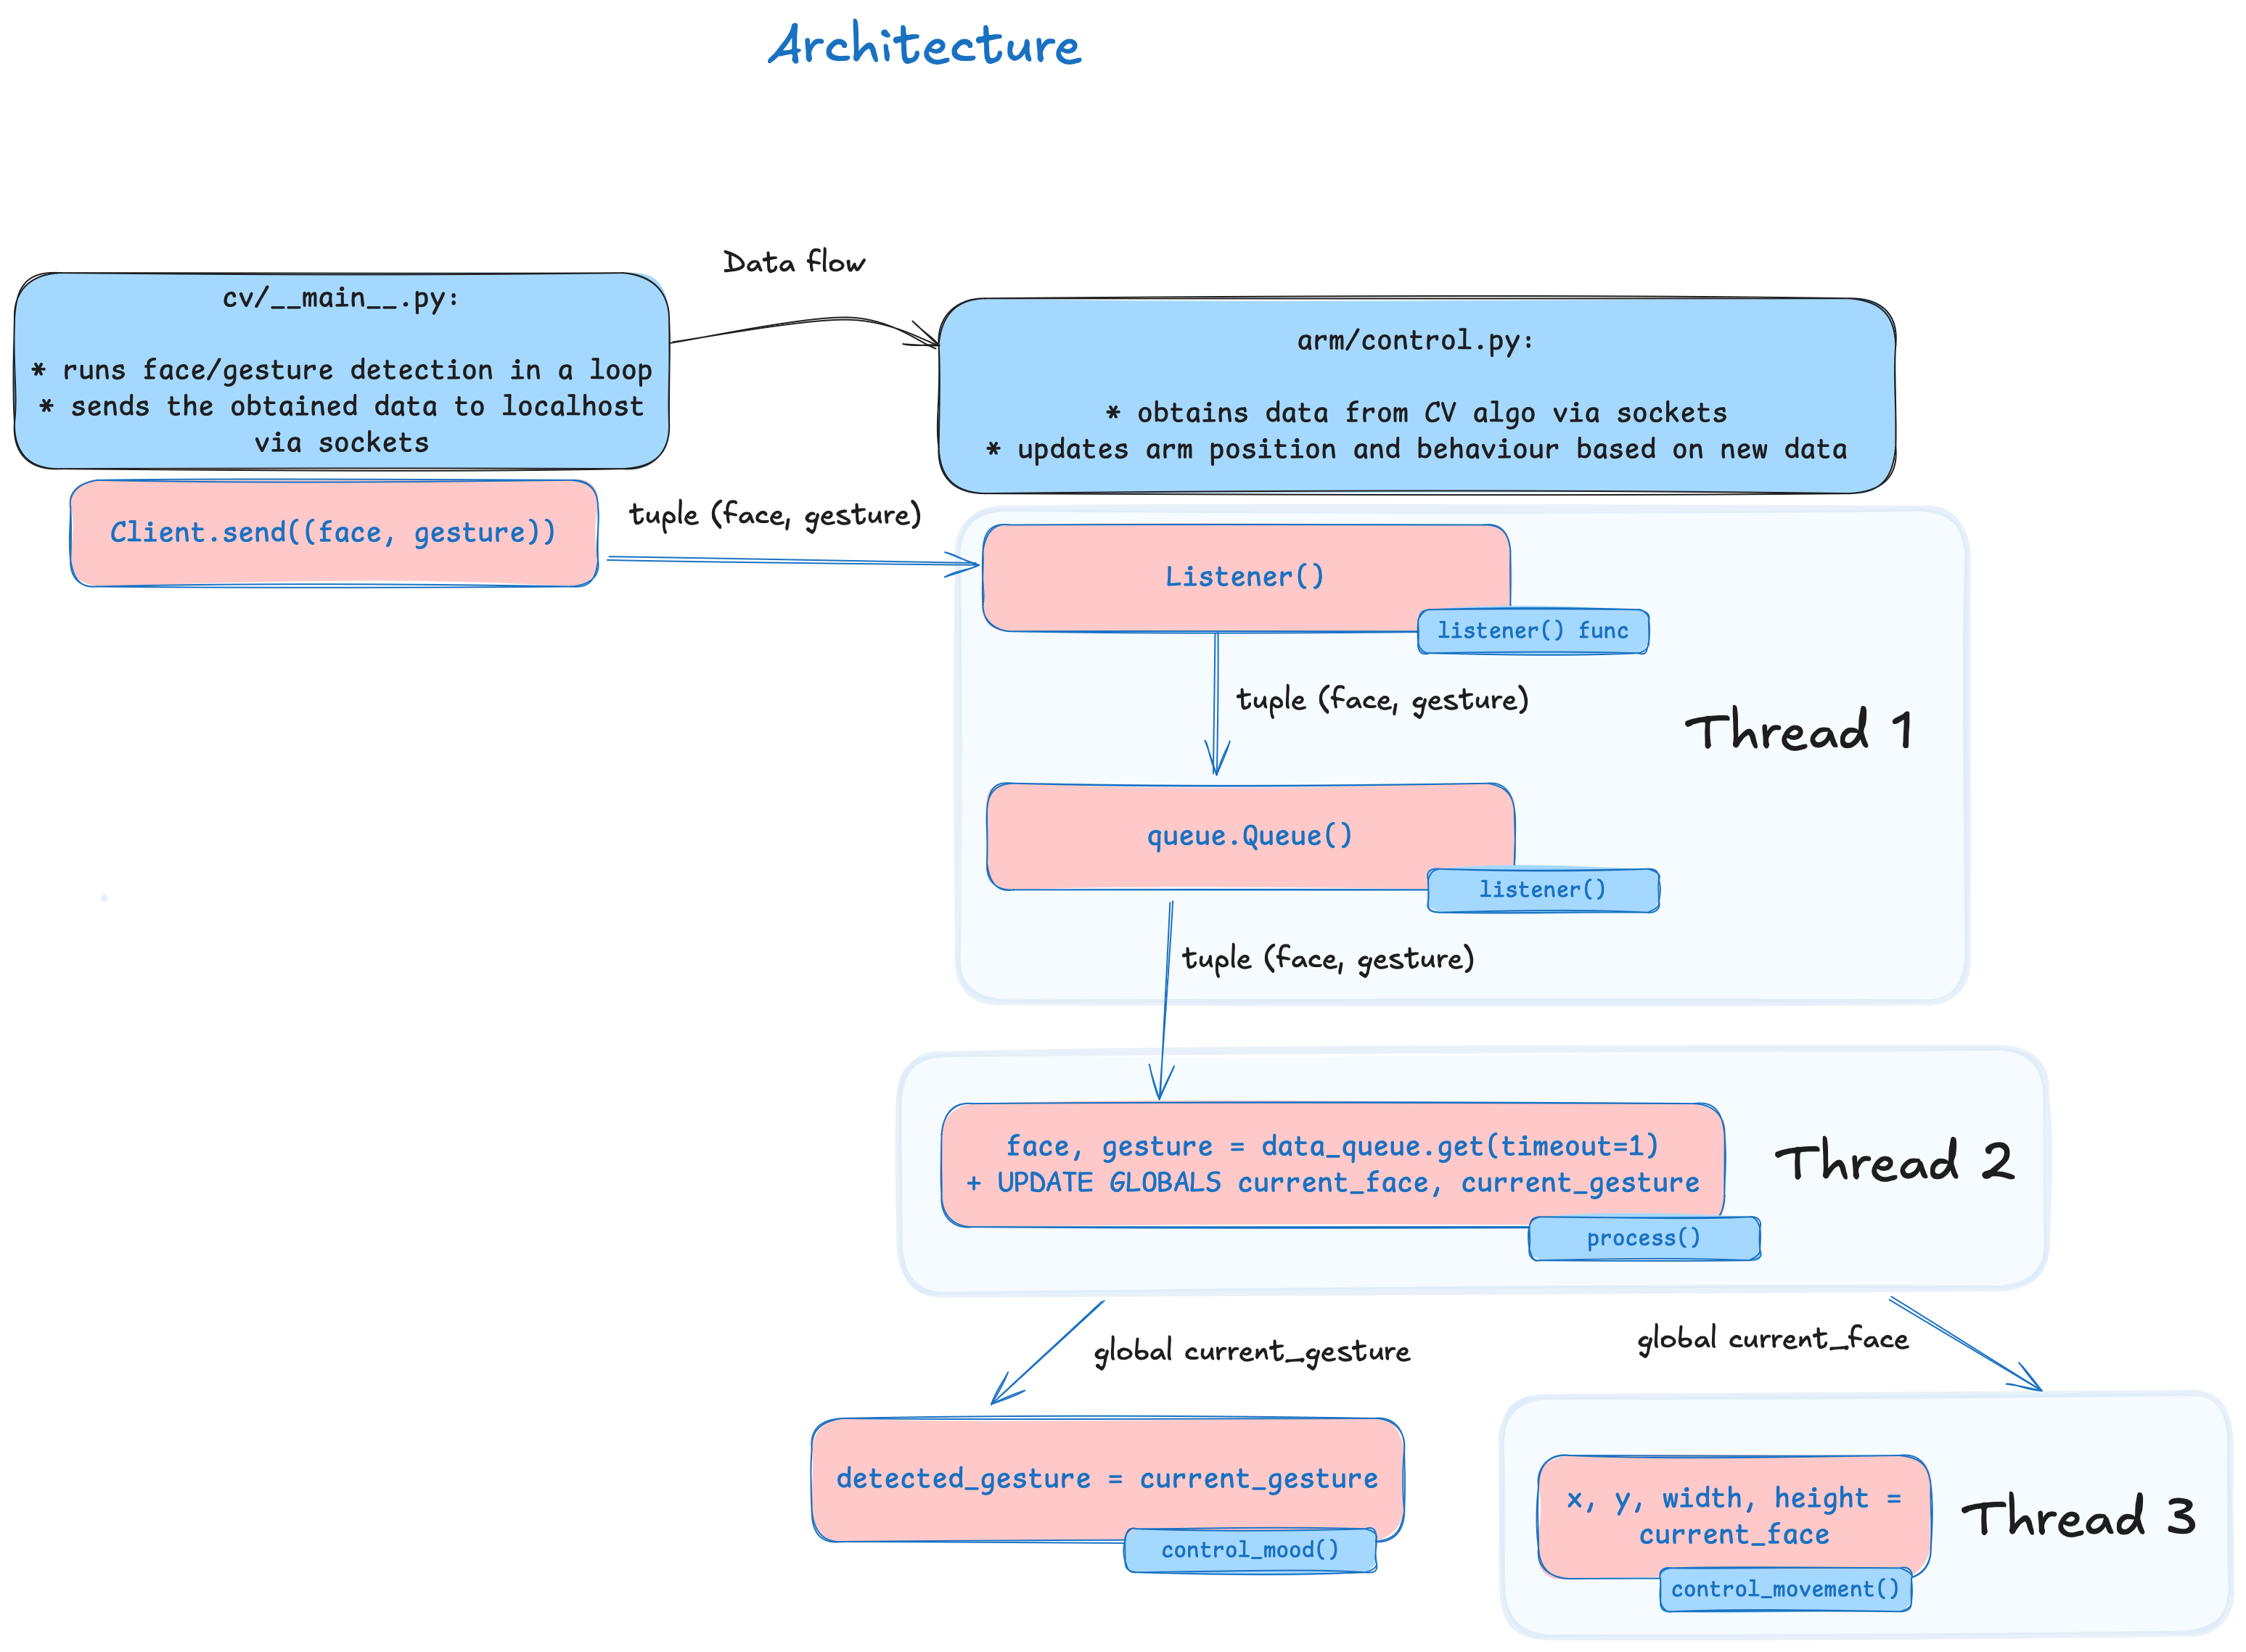 Architecture
Data flow
cv/__main__.py:
* runs face/gesture detection in a loop
* sends the obtained data to localhost
via sockets
arm/control.py:
* obtains data from CV algo via sockets
* updates arm position and behaviour based on new data
Client.send((face, gesture))
tuple (face, gesture)
Listener()
listener() func
tuple (face, gesture)
Thread 1
queue.Queue()
listener()
tuple (face, gesture)
face, gesture = data_queue.get(timeout=1)
+ UPDATE GLOBALS current_face, current_gesture
Thread 2
process()
global current_gesture
global current_face
detected_gesture = current_gesture
control_mood()
x, y, width, height =
current_face
Thread 3
control_movement()